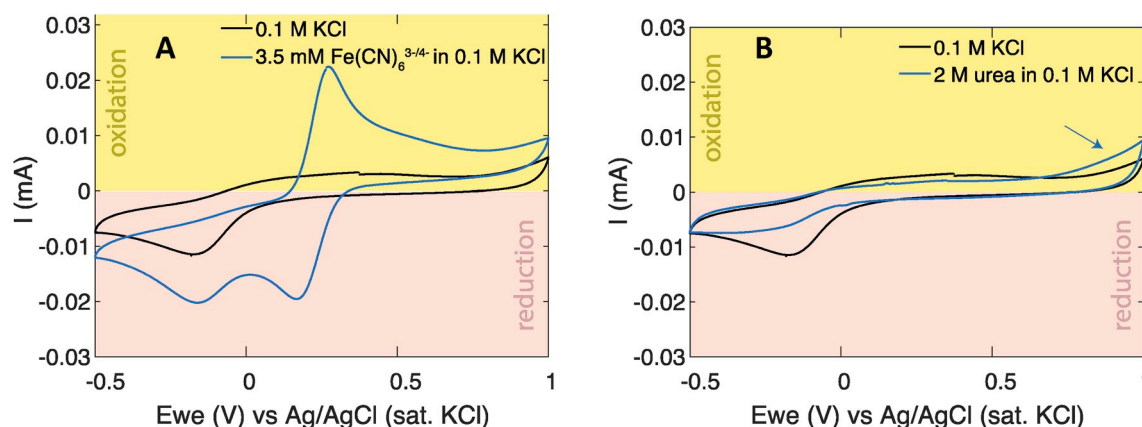 A
0.1 M KCl
3.5 mM Fe(CN)₆³⁻/⁴⁻ in 0.1 M KCl
oxidation
reduction
I (mA)
0.03
0.02
0.01
0
-0.01
-0.02
-0.03
-0.5
0
0.5
1
Ewe (V) vs Ag/AgCl (sat. KCl)
B
0.1 M KCl
2 M urea in 0.1 M KCl
oxidation
reduction
I (mA)
0.03
0.02
0.01
0
-0.01
-0.02
-0.03
-0.5
0
0.5
1
Ewe (V) vs Ag/AgCl (sat. KCl)